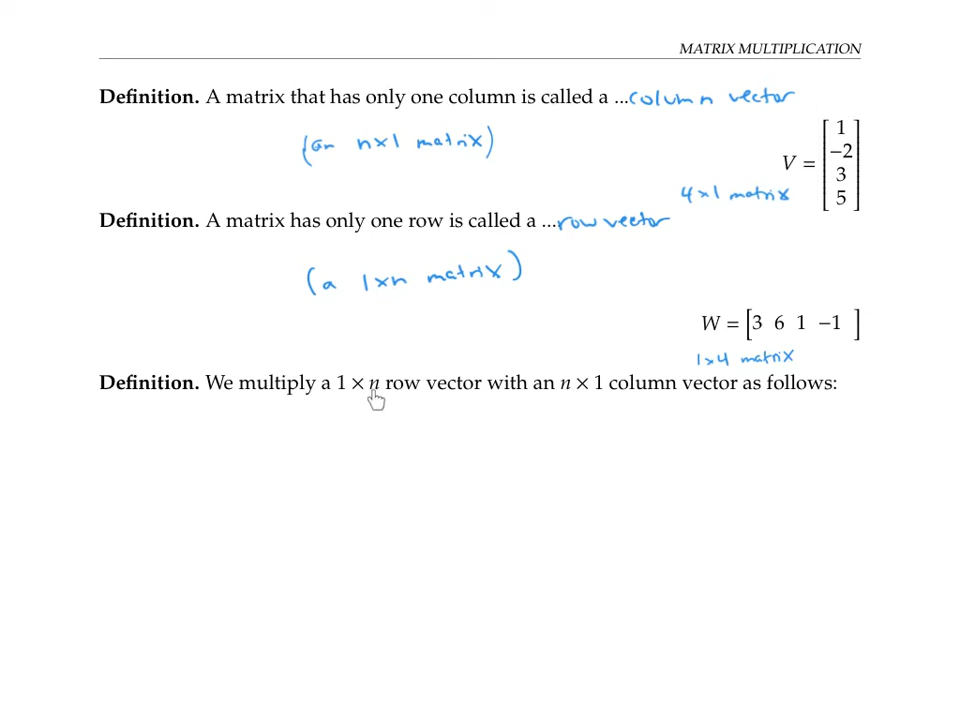 MATRIX MULTIPLICATION
Definition. A matrix that has only one column is called a ...column vector
(an n×1 matrix)
V = [1 −2 3 5]
4×1 matrix
Definition. A matrix has only one row is called a ...row vector
(a 1×n matrix)
W = [3 6 1 −1 ]
1×4 matrix
Definition. We multiply a 1 × n row vector with an n × 1 column vector as follows: